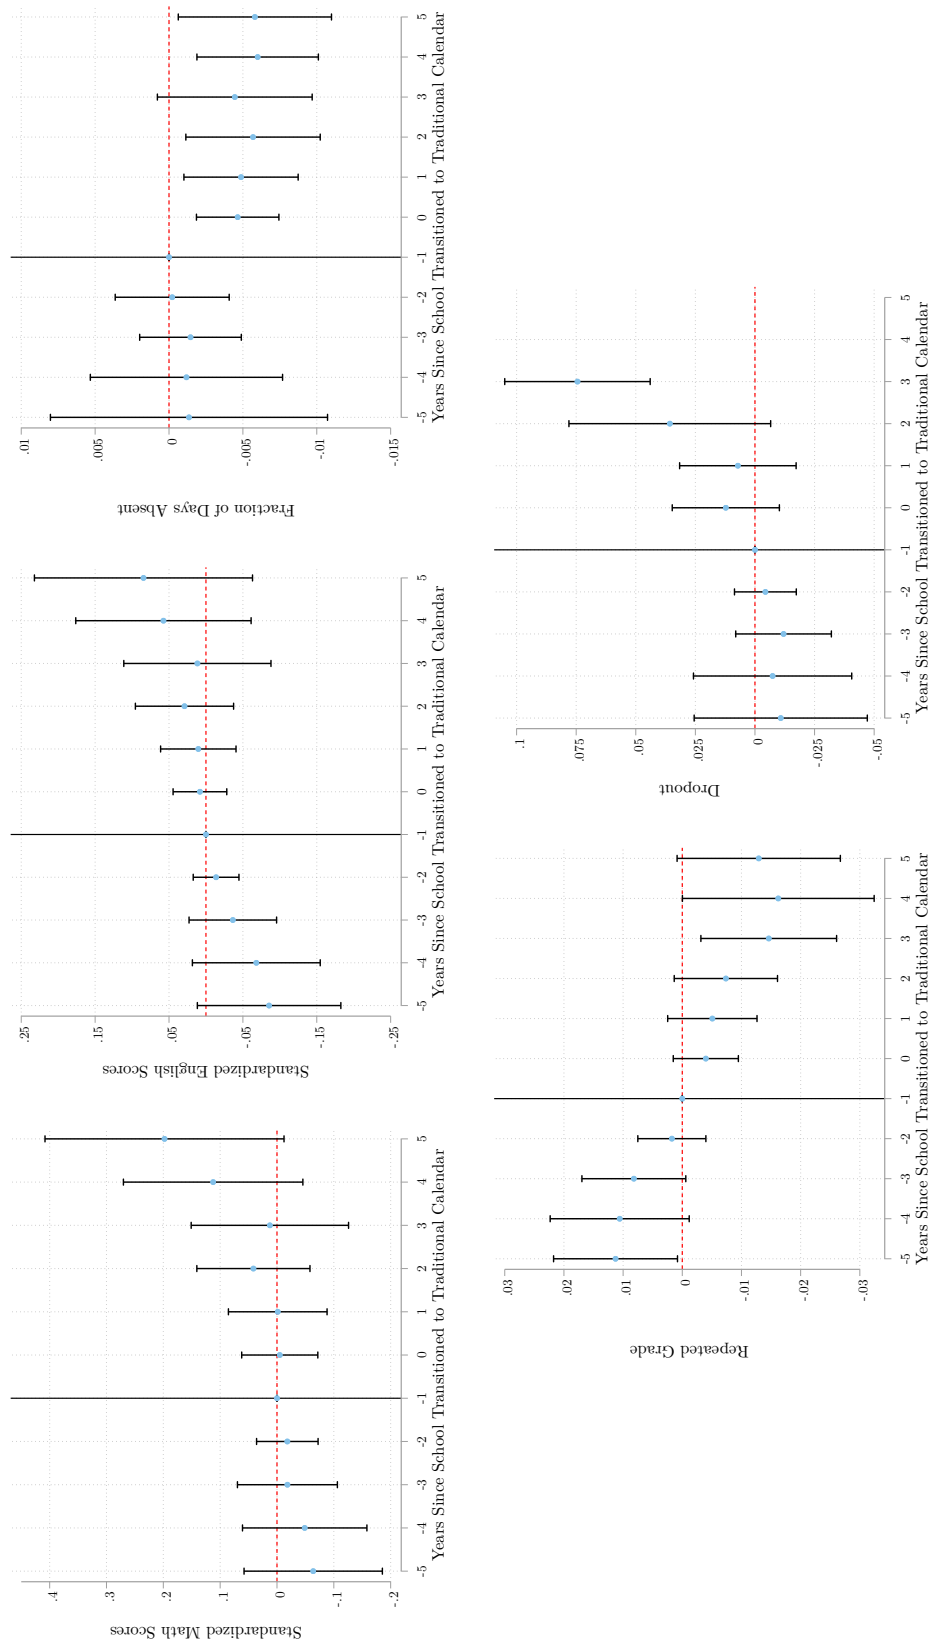 Standardized Math Scores
.4
.3
.2
.1
0
-.1
-.2
-5 -4 -3 -2 -1 0 1 2 3 4 5
Years Since School Transitioned to Traditional Calendar
Standardized English Scores
.25
.15
.05
-.05
-.15
-.25
-5 -4 -3 -2 -1 0 1 2 3 4 5
Years Since School Transitioned to Traditional Calendar
Fraction of Days Absent
.01
.005
0
-.005
-.01
-.015
-5 -4 -3 -2 -1 0 1 2 3 4 5
Years Since School Transitioned to Traditional Calendar
Repeated Grade
.03
.02
.01
0
-.01
-.02
-.03
-5 -4 -3 -2 -1 0 1 2 3 4 5
Years Since School Transitioned to Traditional Calendar
Dropout
.1
.075
.05
.025
0
-.025
-.05
-5 -4 -3 -2 -1 0 1 2 3 4 5
Years Since School Transitioned to Traditional Calendar